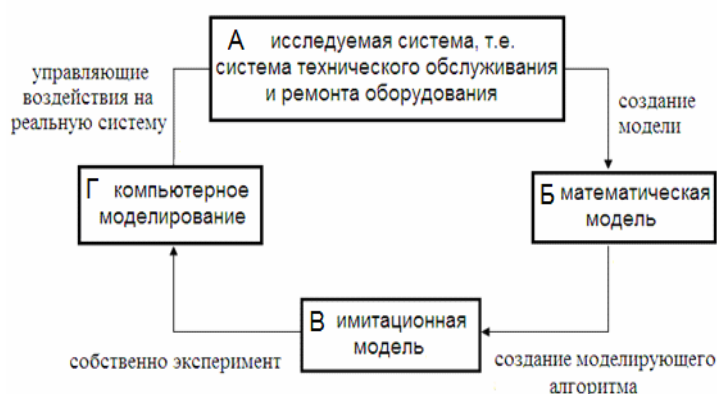 А исследуемая система, т.е.
система технического обслуживания
и ремонта оборудования
управляющие
воздействия на
реальную систему
создание
модели
Г компьютерное
моделирование
Б математическая
модель
В имитационная
модель
собственно эксперимент
создание моделирующего
алгоритма